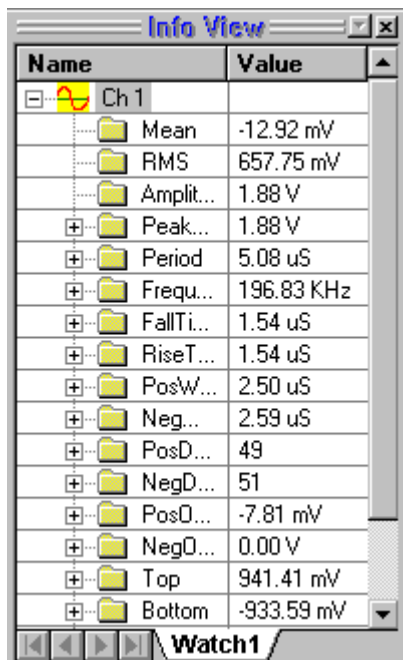 Info View
Name Value
Ch 1
Mean -12.92 mV
RMS 657.75 mV
Amplit... 1.88 V
Peak... 1.88 V
Period 5.08 uS
Frequ... 196.83 KHz
FallTi... 1.54 uS
RiseT... 1.54 uS
PosW... 2.50 uS
Neg... 2.59 uS
PosD... 49
NegD... 51
PosO... -7.81 mV
NegO... 0.00 V
Top 941.41 mV
Bottom -933.59 mV
Watch1